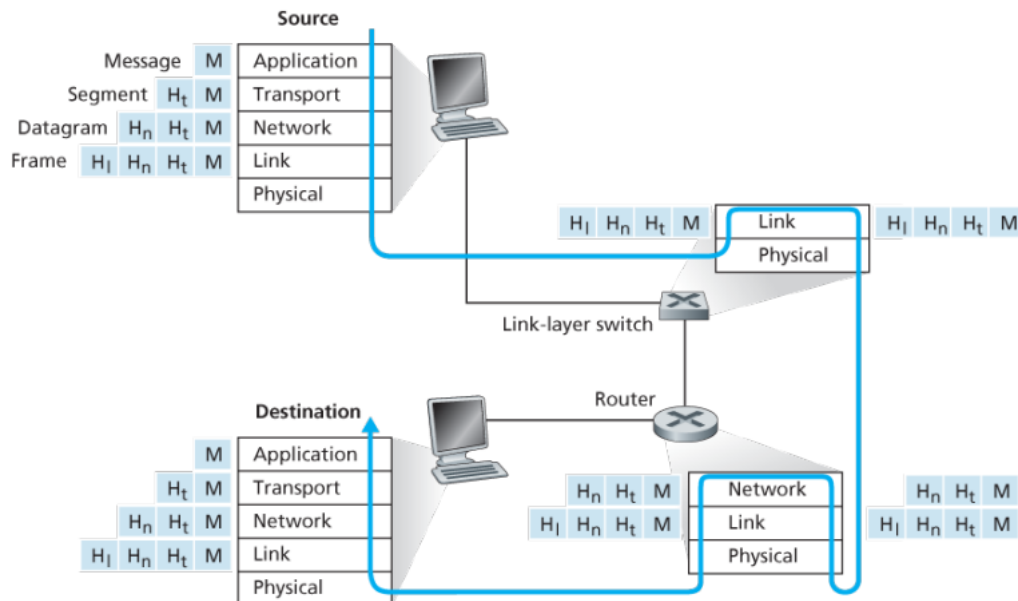 Source
Message M Application
Segment Ht M Transport
Datagram Hn Ht M Network
Frame Hl Hn Ht M Link
Physical
Hl Hn Ht M Link Hl Hn Ht M
Physical
Link-layer switch
Router
Destination
M Application
Ht M Transport
Hn Ht M Network
Hl Hn Ht M Link
Physical
Hn Ht M Network Hn Ht M
Hl Hn Ht M Link Hl Hn Ht M
Physical